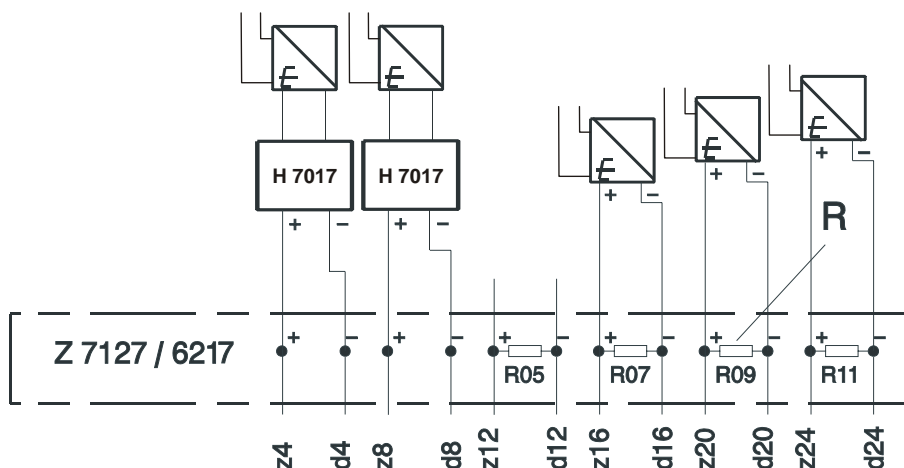 H 7017 H 7017
+ - + - + - + - + -
R
Z 7127 / 6217
+ - + - + - + - + - + -
R05 R07 R09 R11
z4 d4 z8 d8 z12 d12 z16 d16 z20 d20 z24 d24